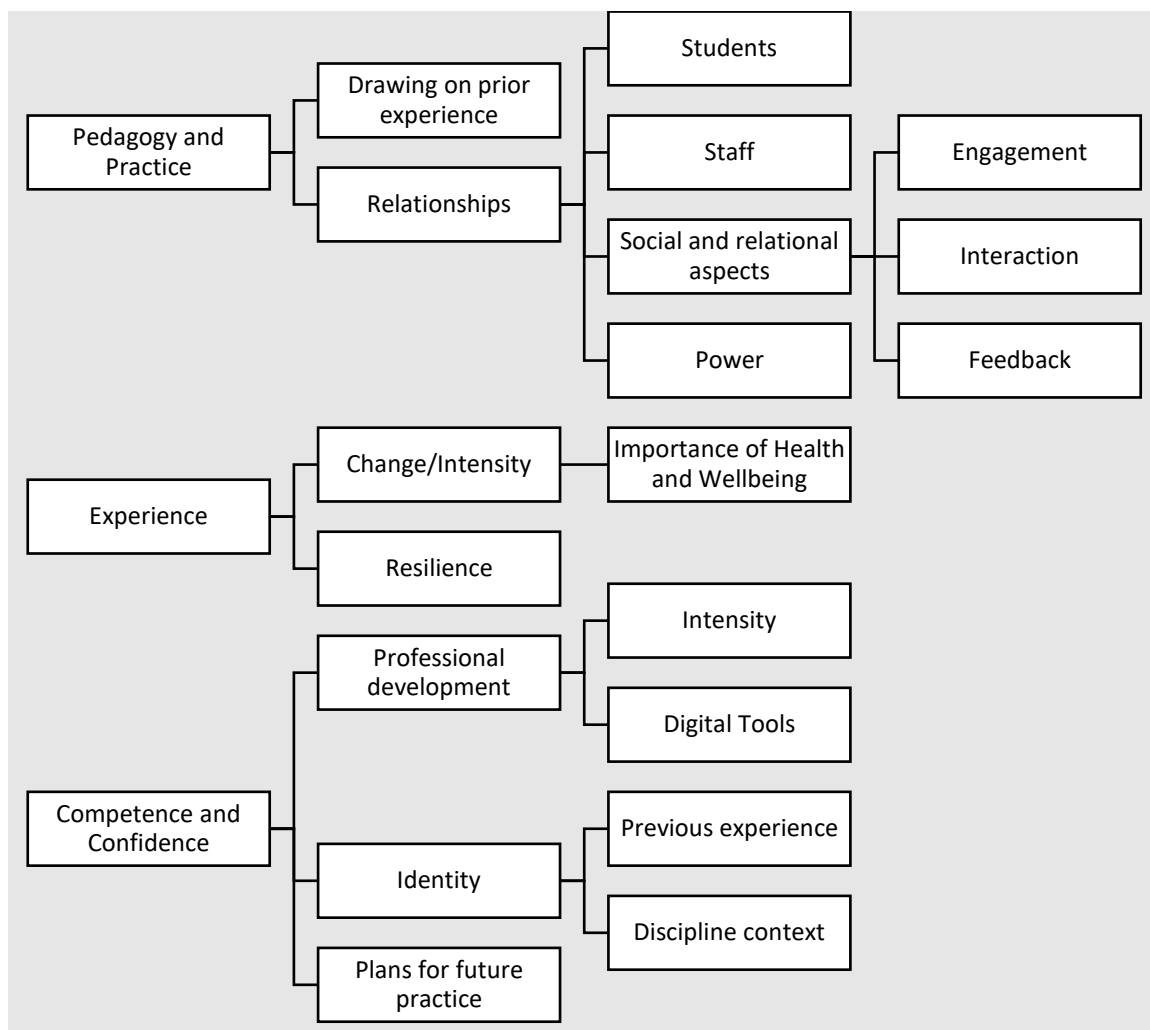 Students
Drawing on prior
experience
Pedagogy and
Practice
Staff
Engagement
Relationships
Social and relational
aspects
Interaction
Power
Feedback
Change/Intensity
Importance of Health
and Wellbeing
Experience
Resilience
Intensity
Professional
development
Digital Tools
Competence and
Confidence
Previous experience
Identity
Discipline context
Plans for future
practice